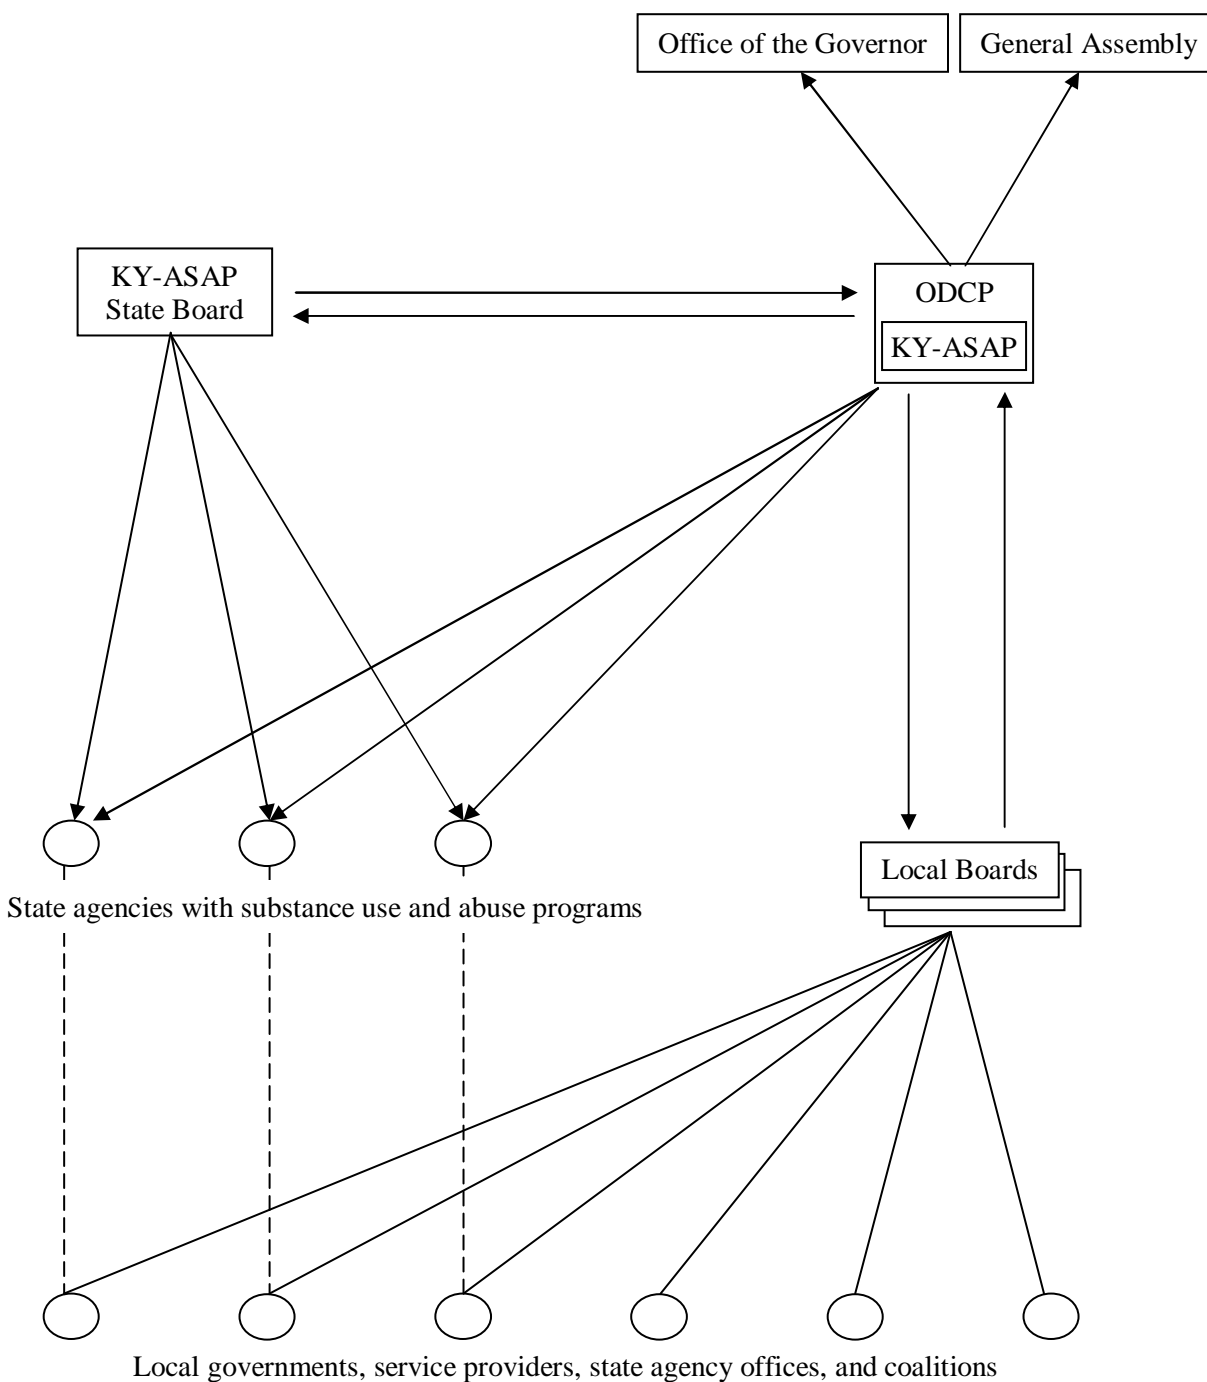 Office of the Governor
General Assembly
KY-ASAP
State Board
ODCP
KY-ASAP
Local Boards
State agencies with substance use and abuse programs
Local governments, service providers, state agency offices, and coalitions